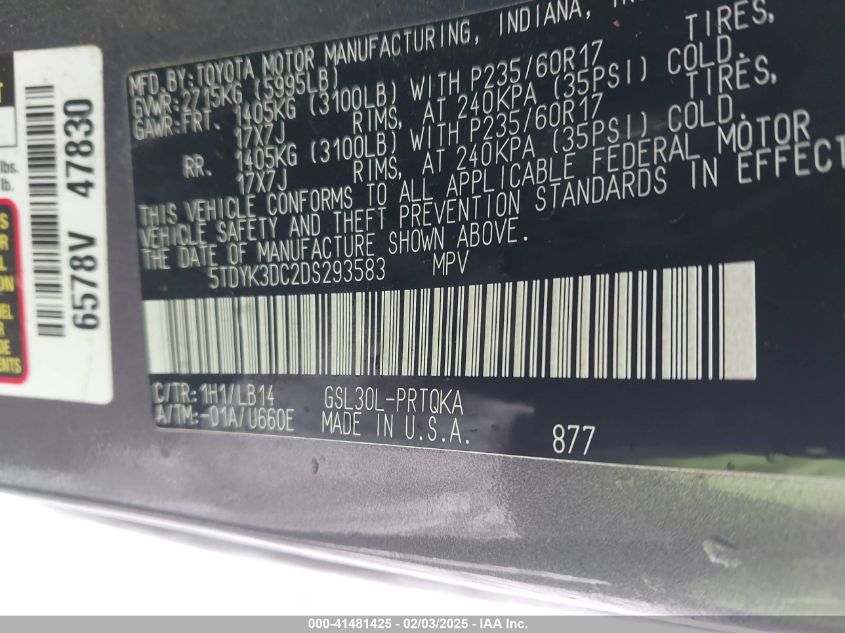 MFD.BY:TOYOTA MOTOR MANUFACTURING, INDIANA,
GVWR:2715KG (5995LB)
GAWR:FRT. 1405KG (3100LB) WITH P235/60R17 TIRES,
17X7J RIMS, AT 240KPA (35PSI) COLD.
RR. 1405KG (3100LB) WITH P235/60R17 TIRES,
17X7J RIMS, AT 240KPA (35PSI) COLD.
THIS VEHICLE CONFORMS TO ALL APPLICABLE FEDERAL MOTOR
VEHICLE SAFETY AND THEFT PREVENTION STANDARDS IN EFFECT
THE DATE OF MANUFACTURE SHOWN ABOVE.
5TDYK3DC2DS293583 MPV
C/TR:1H1/LB14 GSL30L-PRTQKA
A/TM:-01A/U660E MADE IN U.S.A.
877
6578V 47830
lbs.
lb.
000-41481425 - 02/03/2025 - IAA Inc.